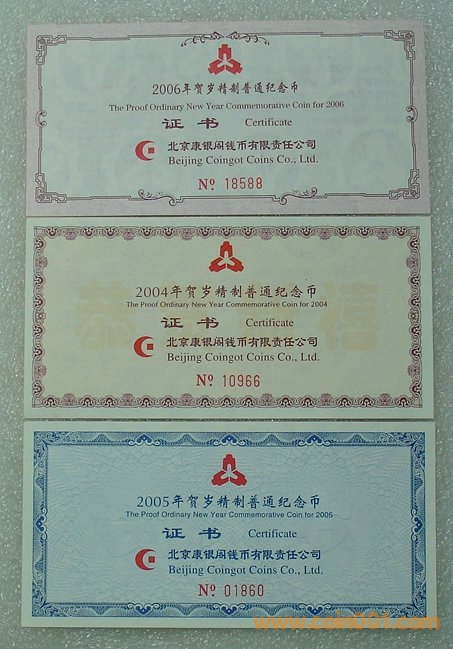 2006年贺岁精制普通纪念币
The Proof Ordinary New Year Commemorative Coin for 2006
证书 Certificate
北京康银阁钱币有限责任公司
Beijing Coingot Coins Co., Ltd.
Nº 18588
2004年贺岁精制普通纪念币
The Proof Ordinary New Year Commemorative Coin for 2004
证书 Certificate
北京康银阁钱币有限责任公司
Beijing Coingot Coins Co., Ltd.
Nº 10966
2005年贺岁精制普通纪念币
The Proof Ordinary New Year Commemorative Coin for 2005
证书 Certificate
北京康银阁钱币有限责任公司
Beijing Coingot Coins Co., Ltd.
Nº 01860
www.coin001.com